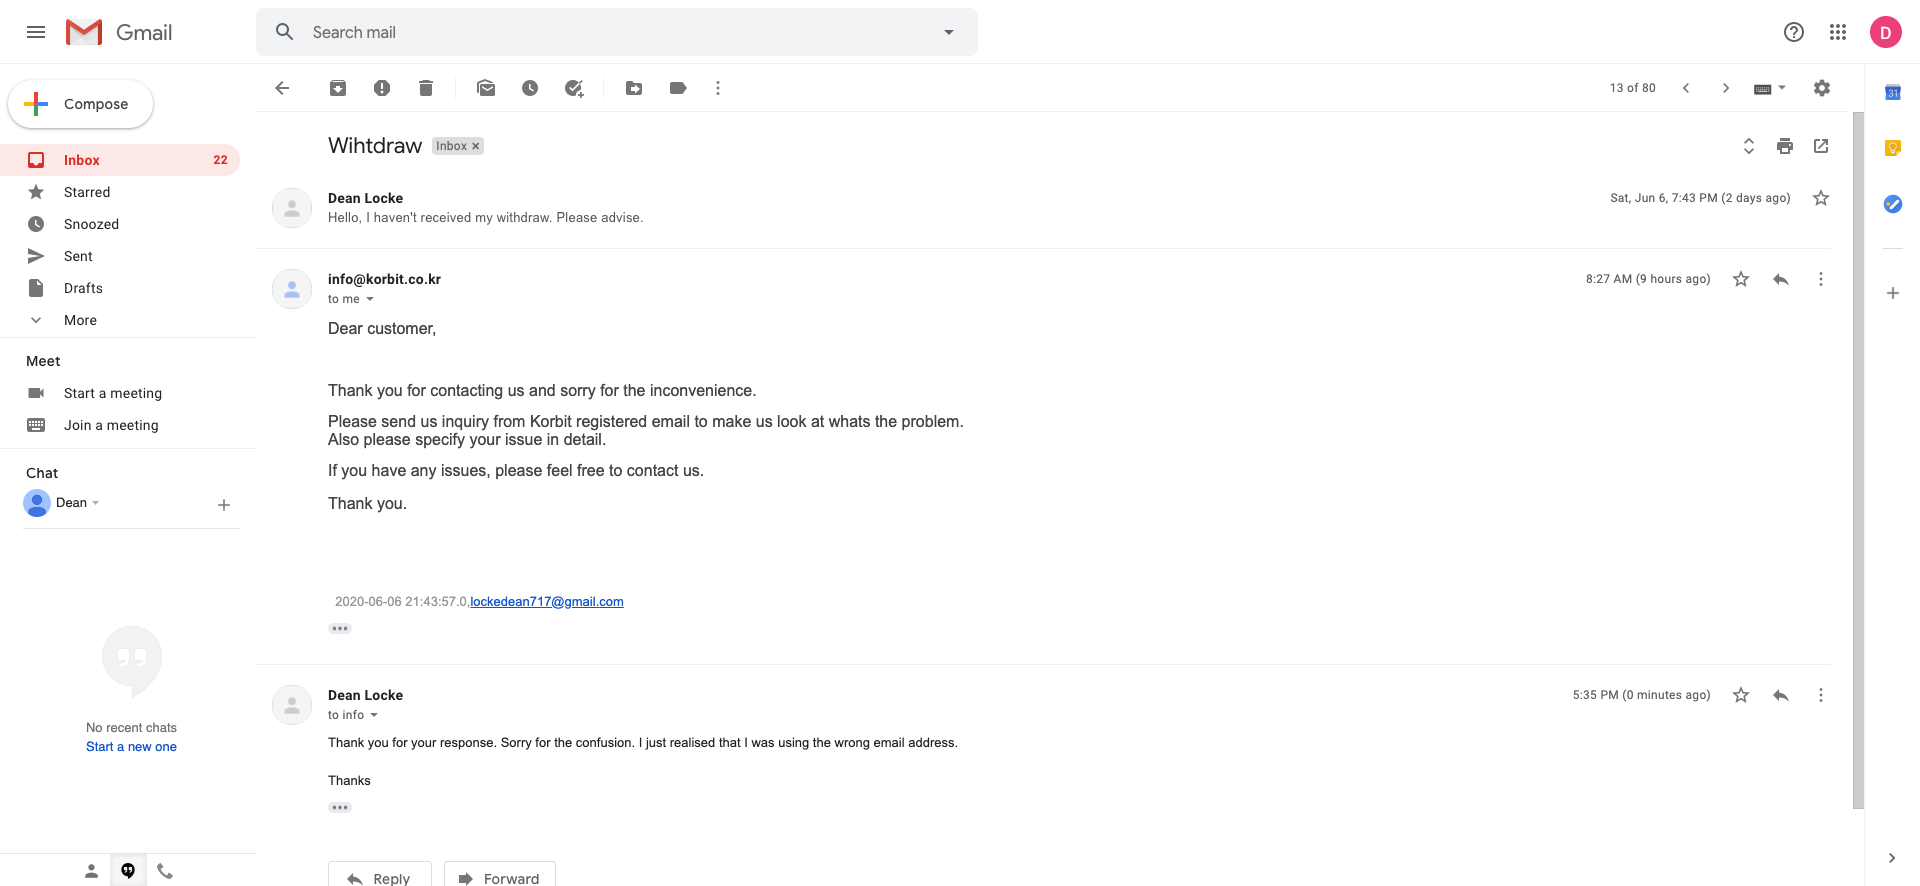 Gmail
Search mail
D
Compose
13 of 80
31
Inbox 22
Starred
Snoozed
Sent
Drafts
More
Meet
Start a meeting
Join a meeting
Chat
Dean
No recent chats
Start a new one
Wihtdraw Inbox x
Dean Locke Sat, Jun 6, 7:43 PM (2 days ago)
Hello, I haven't received my withdraw. Please advise.
info@korbit.co.kr 8:27 AM (9 hours ago)
to me
Dear customer,
Thank you for contacting us and sorry for the inconvenience.
Please send us inquiry from Korbit registered email to make us look at whats the problem.
Also please specify your issue in detail.
If you have any issues, please feel free to contact us.
Thank you.
2020-06-06 21:43:57.0,lockedean717@gmail.com
Dean Locke 5:35 PM (0 minutes ago)
to info
Thank you for your response. Sorry for the confusion. I just realised that I was using the wrong email address.
Thanks
Reply Forward